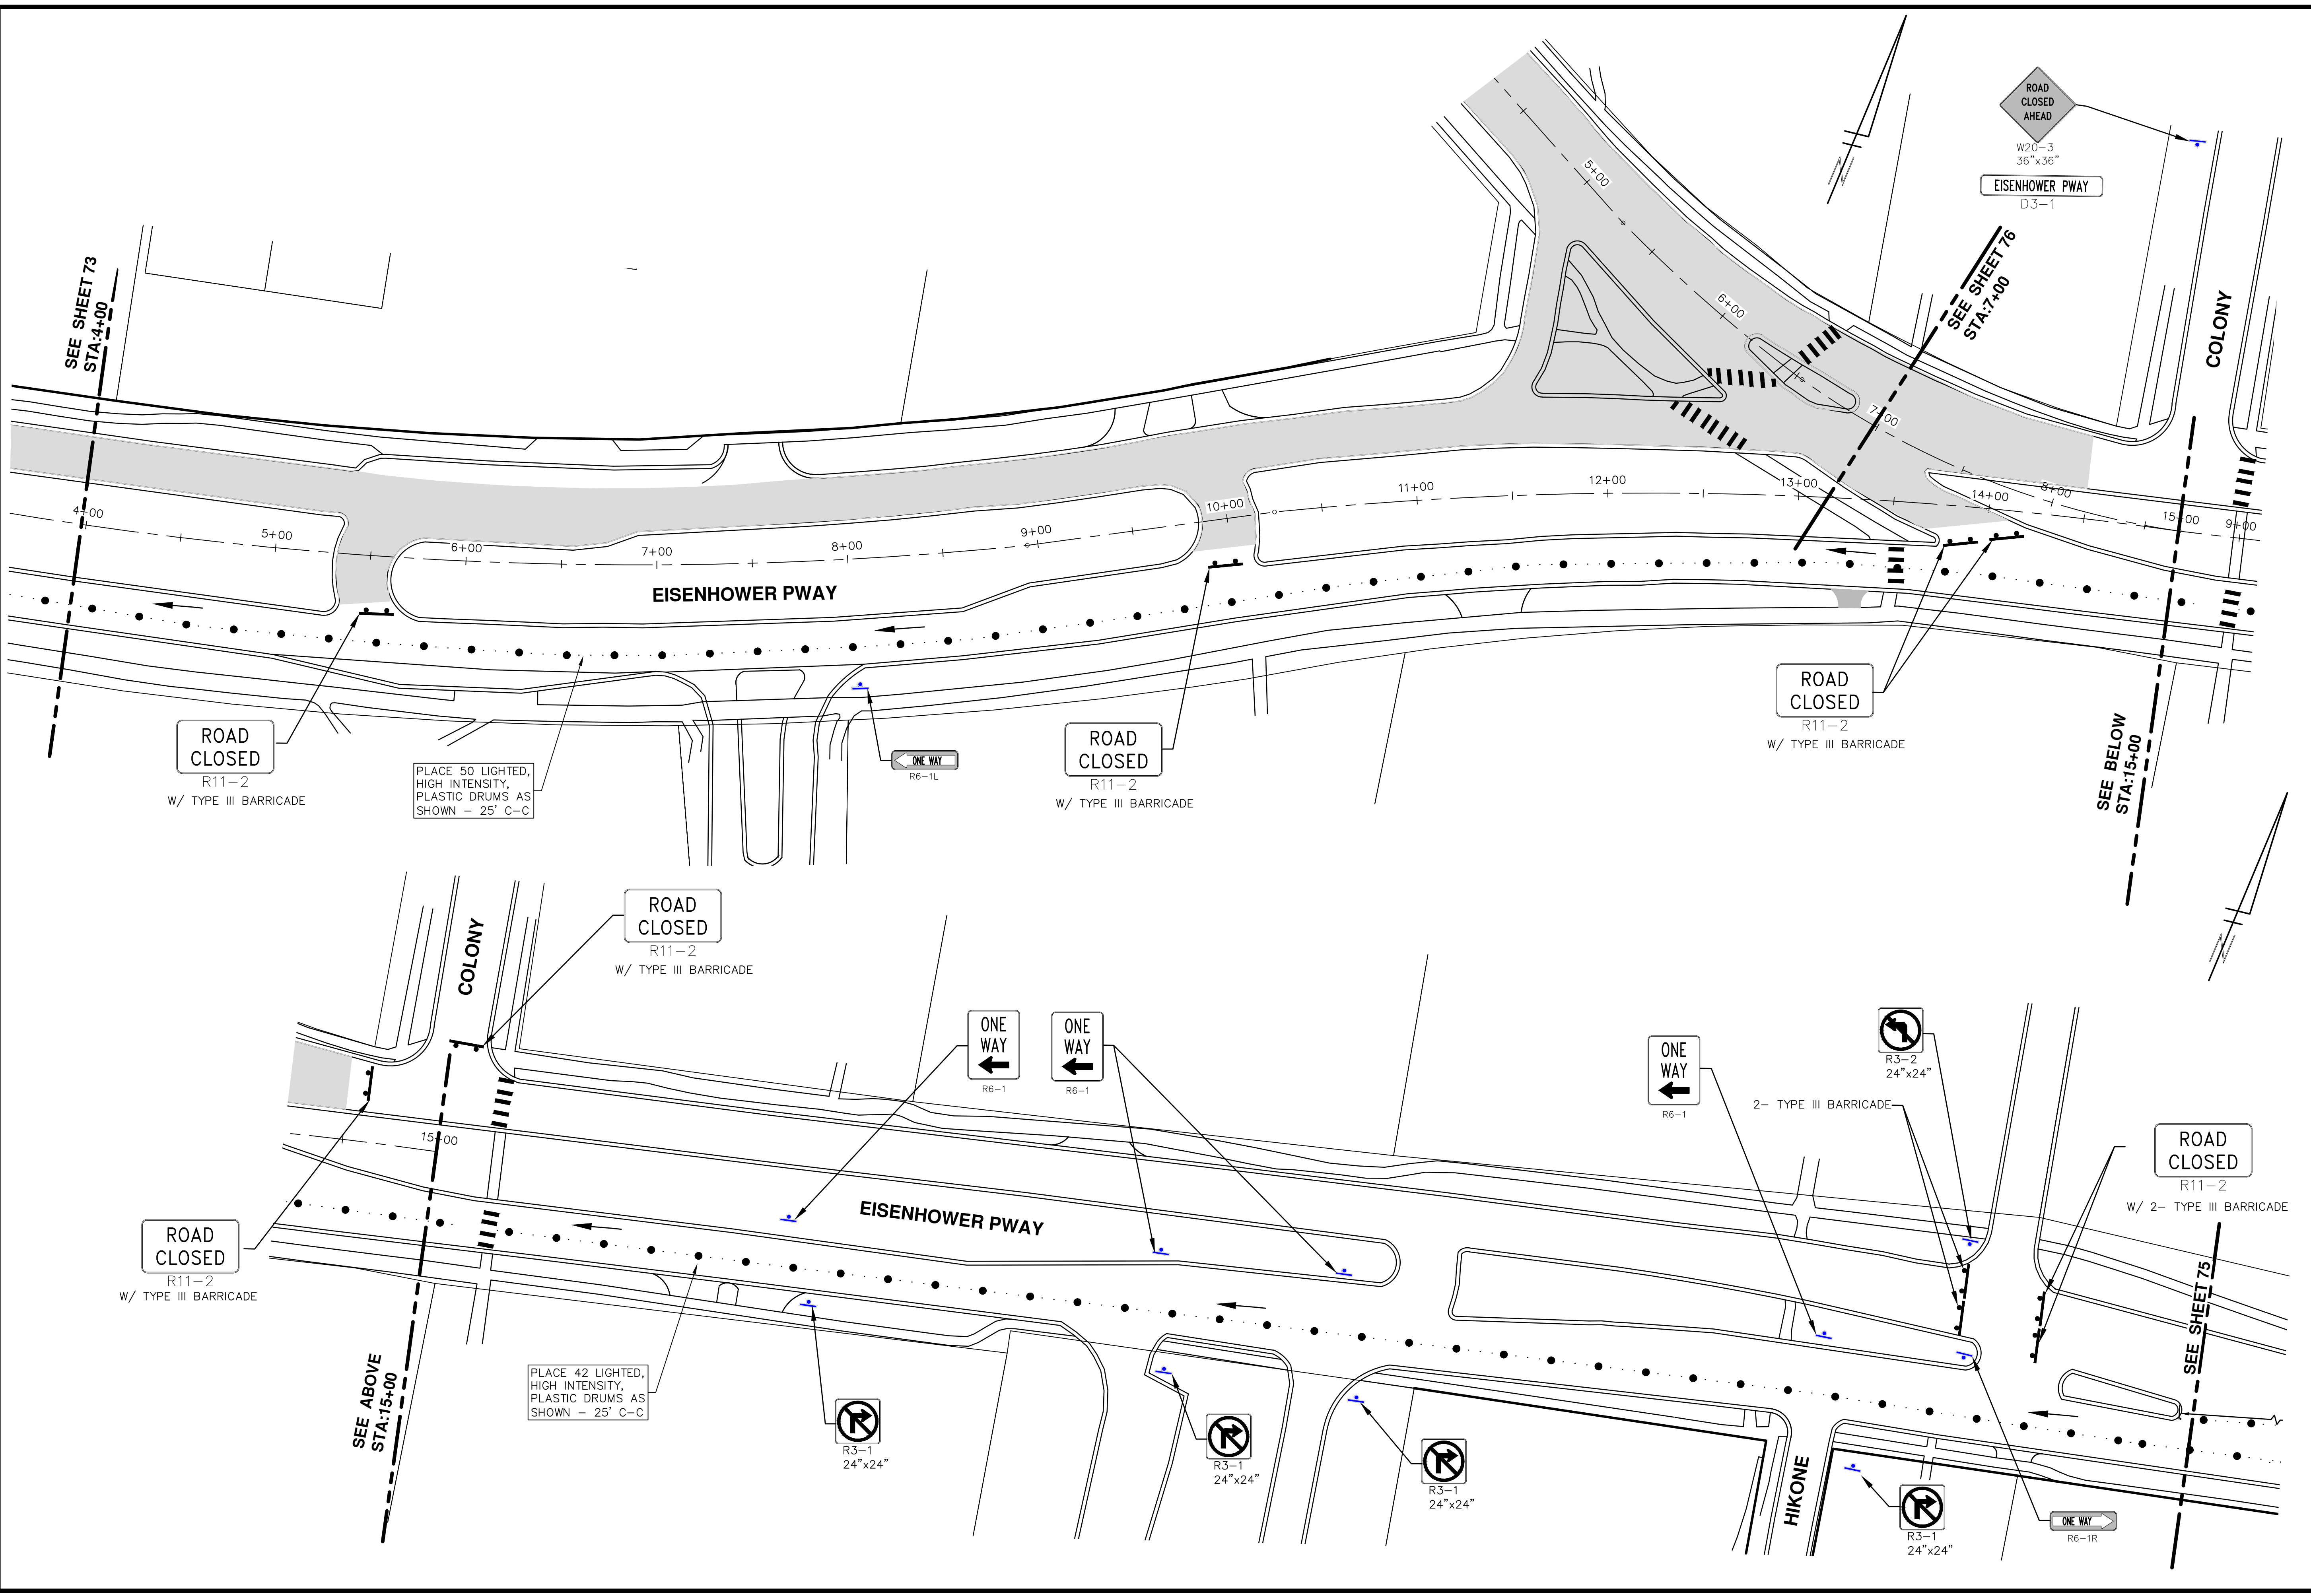 ROAD
CLOSED
AHEAD
W20-3
36"x36"
EISENHOWER PWAY
D3-1
N
5+00
6+00
SEE SHEET 76
STA:7+00
COLONY
SEE SHEET 73
STA:4+00
7+00
4+00
5+00
6+00
7+00
8+00
9+00
10+00
11+00
12+00
13+00
14+00
8+00
15+00
9+00
EISENHOWER PWAY
ROAD
CLOSED
R11-2
W/ TYPE III BARRICADE
PLACE 50 LIGHTED,
HIGH INTENSITY,
PLASTIC DRUMS AS
SHOWN - 25' C-C
ONE WAY
R6-1L
ROAD
CLOSED
R11-2
W/ TYPE III BARRICADE
ROAD
CLOSED
R11-2
W/ TYPE III BARRICADE
SEE BELOW
STA:15+00
N
COLONY
ROAD
CLOSED
R11-2
W/ TYPE III BARRICADE
ONE
WAY
R6-1
ONE
WAY
R6-1
ONE
WAY
R6-1
R3-2
24"x24"
2- TYPE III BARRICADE
ROAD
CLOSED
R11-2
W/ 2- TYPE III BARRICADE
15+00
EISENHOWER PWAY
ROAD
CLOSED
R11-2
W/ TYPE III BARRICADE
SEE SHEET 75
SEE ABOVE
STA:15+00
PLACE 42 LIGHTED,
HIGH INTENSITY,
PLASTIC DRUMS AS
SHOWN - 25' C-C
R3-1
24"x24"
R3-1
24"x24"
R3-1
24"x24"
HIKONE
R3-1
24"x24"
ONE WAY
R6-1R